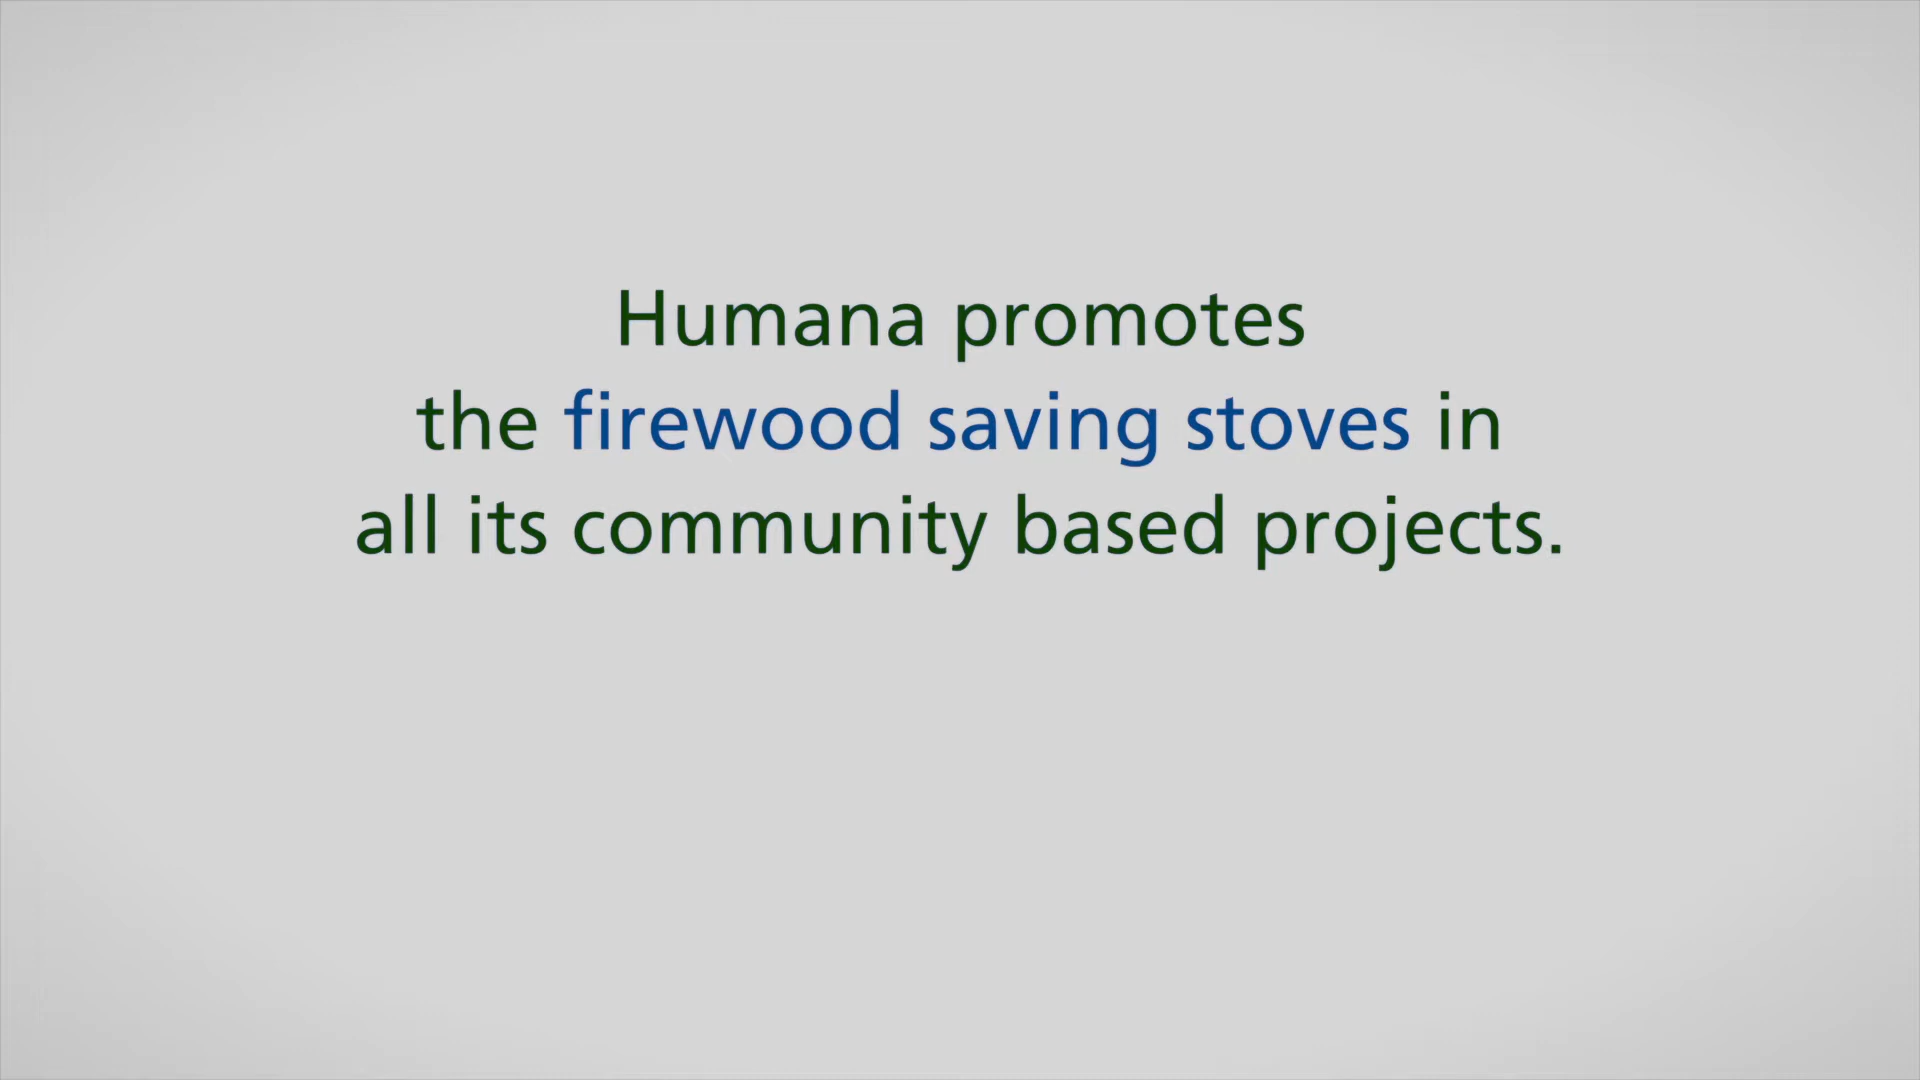 Humana promotes
the firewood saving stoves in
all its community based projects.